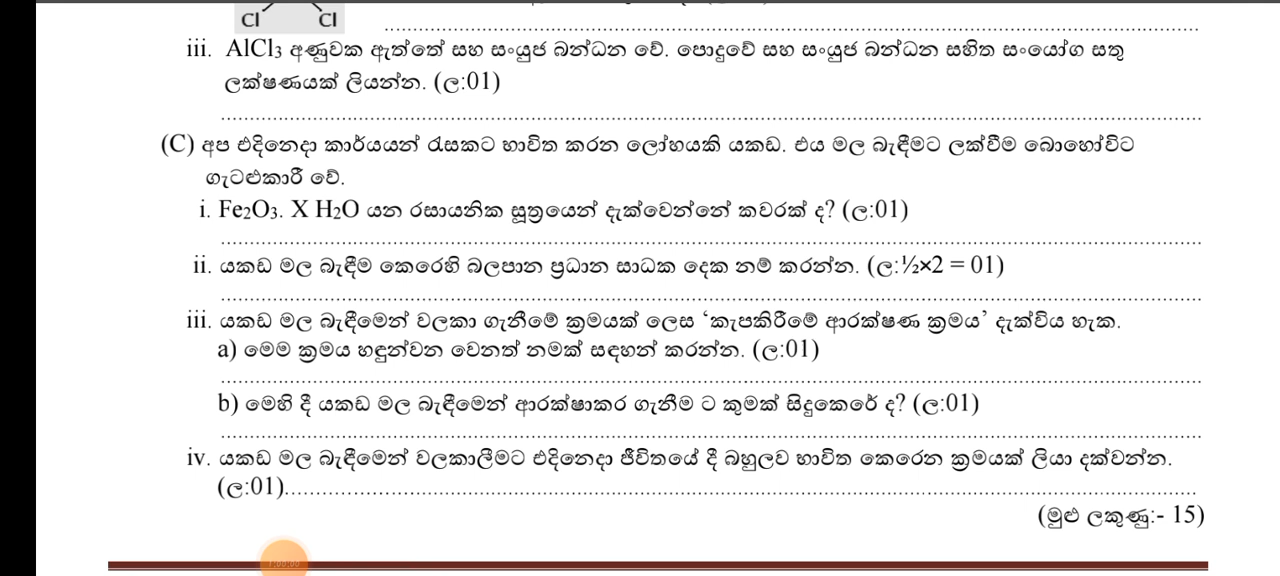 Cl Cl
iii. AlCl3 අණුවක ඇත්තේ සහ සංයුජ බන්ධන වේ. පොදුවේ සහ සංයුජ බන්ධන සහිත සංයෝග සතු
ලක්ෂණයක් ලියන්න. (ල:01)
(C) අප එදිනෙදා කාර්යයන් රැසකට භාවිත කරන ලෝහයකි යකඩ. එය මල බැඳීමට ලක්වීම බොහෝවිට
ගැටළුකාරී වේ.
i. Fe2O3. X H2O යන රසායනික සූත්‍රයෙන් දැක්වෙන්නේ කවරක් ද? (ල:01)
ii. යකඩ මල බැඳීම කෙරෙහි බලපාන ප්‍රධාන සාධක දෙක නම් කරන්න. (ල:½×2 = 01)
iii. යකඩ මල බැඳීමෙන් වලකා ගැනීමේ ක්‍රමයක් ලෙස ‘කැපකිරීමේ ආරක්ෂණ ක්‍රමය’ දැක්විය හැක.
a) මෙම ක්‍රමය හඳුන්වන වෙනත් නමක් සඳහන් කරන්න. (ල:01)
b) මෙහි දී යකඩ මල බැඳීමෙන් ආරක්ෂාකර ගැනීම ට කුමක් සිදුකෙරේ ද? (ල:01)
iv. යකඩ මල බැඳීමෙන් වලකාලීමට එදිනෙදා ජීවිතයේ දී බහුලව භාවිත කෙරෙන ක්‍රමයක් ලියා දක්වන්න.
(ල:01)
(මුළු ලකුණු:- 15)
1:00:00